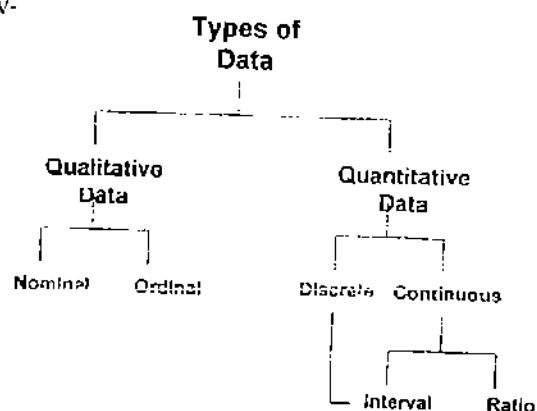 Types of
Data
Qualitative
Data
Quantitative
Data
Nominal
Ordinal
Discrete
Continuous
Interval
Ratio